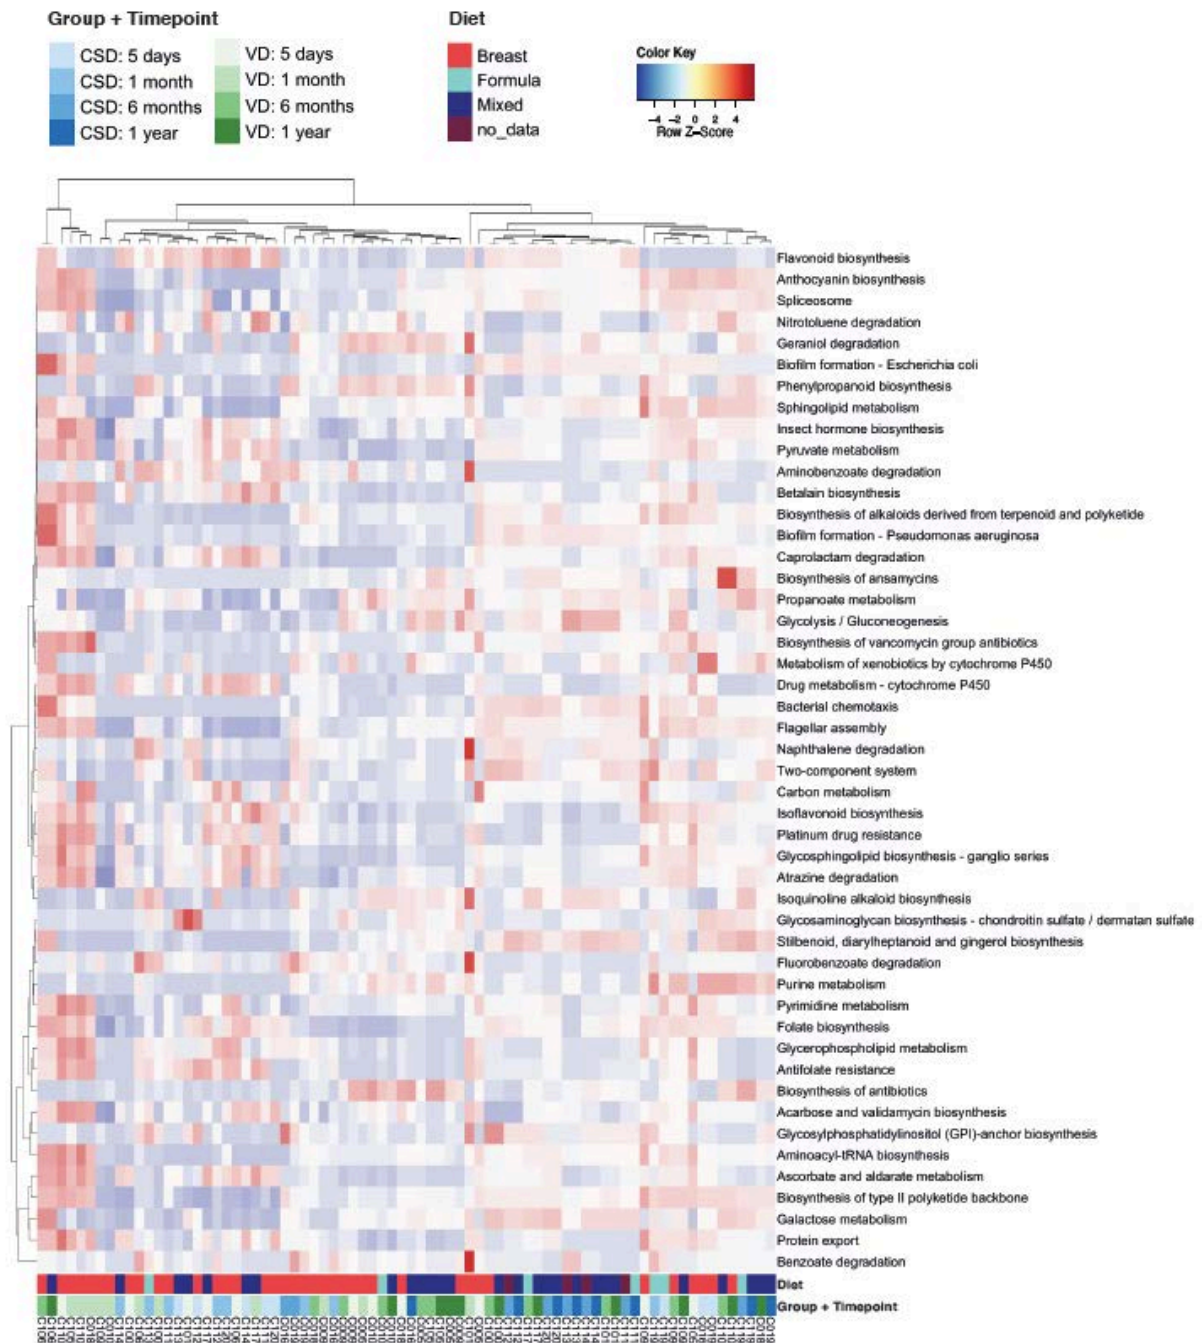 Group + Timepoint
CSD: 5 days
CSD: 1 month
CSD: 6 months
CSD: 1 year
VD: 5 days
VD: 1 month
VD: 6 months
VD: 1 year
Diet
Breast
Formula
Mixed
no_data
Color Key
−4 −2 0 2 4
Row Z−Score
Flavonoid biosynthesis
Anthocyanin biosynthesis
Spliceosome
Nitrotoluene degradation
Geraniol degradation
Biofilm formation - Escherichia coli
Phenylpropanoid biosynthesis
Sphingolipid metabolism
Insect hormone biosynthesis
Pyruvate metabolism
Aminobenzoate degradation
Betalain biosynthesis
Biosynthesis of alkaloids derived from terpenoid and polyketide
Biofilm formation - Pseudomonas aeruginosa
Caprolactam degradation
Biosynthesis of ansamycins
Propanoate metabolism
Glycolysis / Gluconeogenesis
Biosynthesis of vancomycin group antibiotics
Metabolism of xenobiotics by cytochrome P450
Drug metabolism - cytochrome P450
Bacterial chemotaxis
Flagellar assembly
Naphthalene degradation
Two-component system
Carbon metabolism
Isoflavonoid biosynthesis
Platinum drug resistance
Glycosphingolipid biosynthesis - ganglio series
Atrazine degradation
Isoquinoline alkaloid biosynthesis
Glycosaminoglycan biosynthesis - chondroitin sulfate / dermatan sulfate
Stilbenoid, diarylheptanoid and gingerol biosynthesis
Fluorobenzoate degradation
Purine metabolism
Pyrimidine metabolism
Folate biosynthesis
Glycerophospholipid metabolism
Antifolate resistance
Biosynthesis of antibiotics
Acarbose and validamycin biosynthesis
Glycosylphosphatidylinositol (GPI)-anchor biosynthesis
Aminoacyl-tRNA biosynthesis
Ascorbate and aldarate metabolism
Biosynthesis of type II polyketide backbone
Galactose metabolism
Protein export
Benzoate degradation
Diet
Group + Timepoint